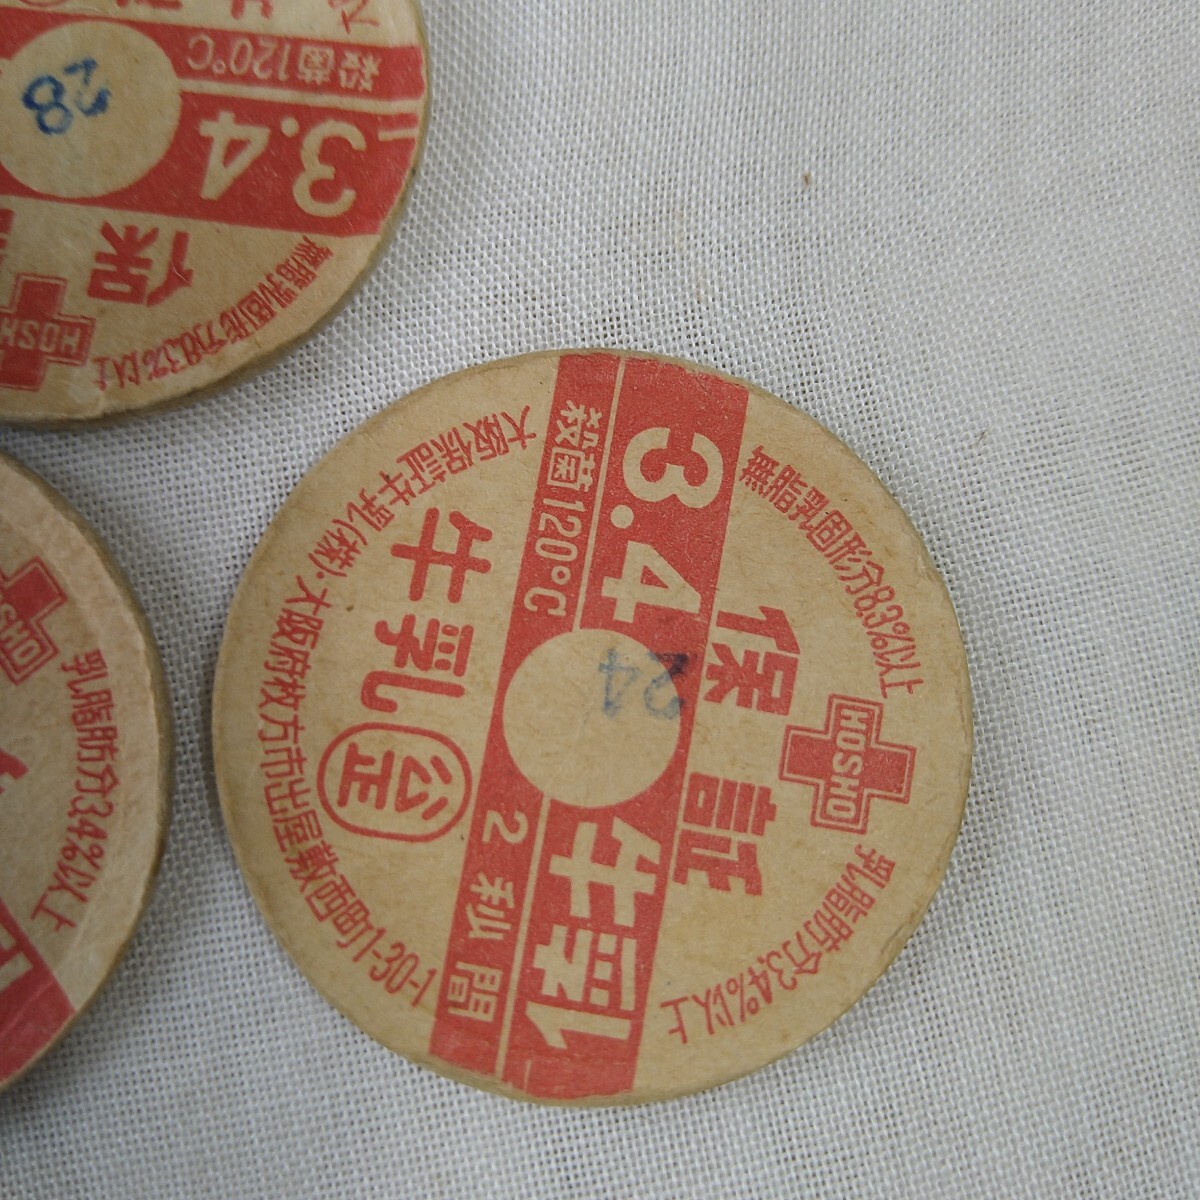 殺菌120℃
28
3.4
保
HOSH
無脂乳固形分8.3%以上
HOSHO
乳脂肪分3.4%以上
無脂乳固形分8.3%以上
乳脂肪分3.4%以上
HOSHO
保証
3.4牛乳
24
殺菌120℃2秒間
牛乳
公正
大阪保証牛乳(株)・大阪府枚方市出屋敷西町1-30-1